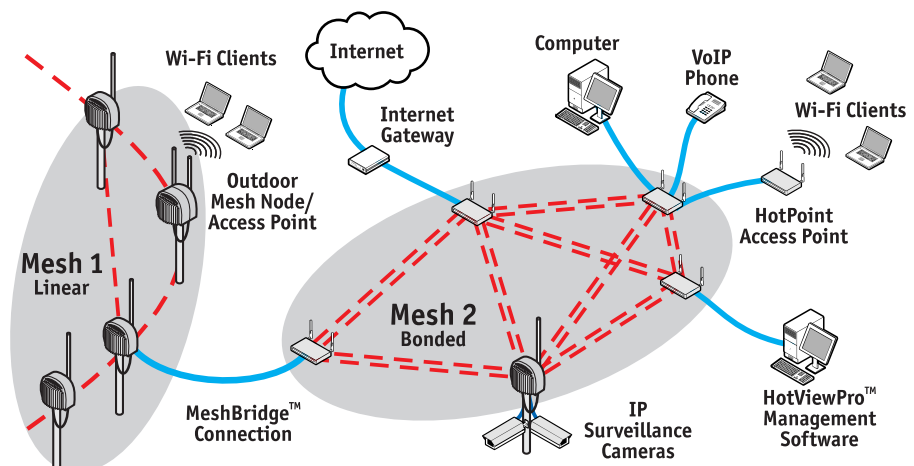 Wi-Fi Clients
Internet
Computer
VoIP
Phone
Wi-Fi Clients
Internet
Gateway
Outdoor
Mesh Node/
Access Point
HotPoint
Access Point
Mesh 1
Linear
Mesh 2
Bonded
MeshBridge™
Connection
IP
Surveillance
Cameras
HotViewPro™
Management
Software